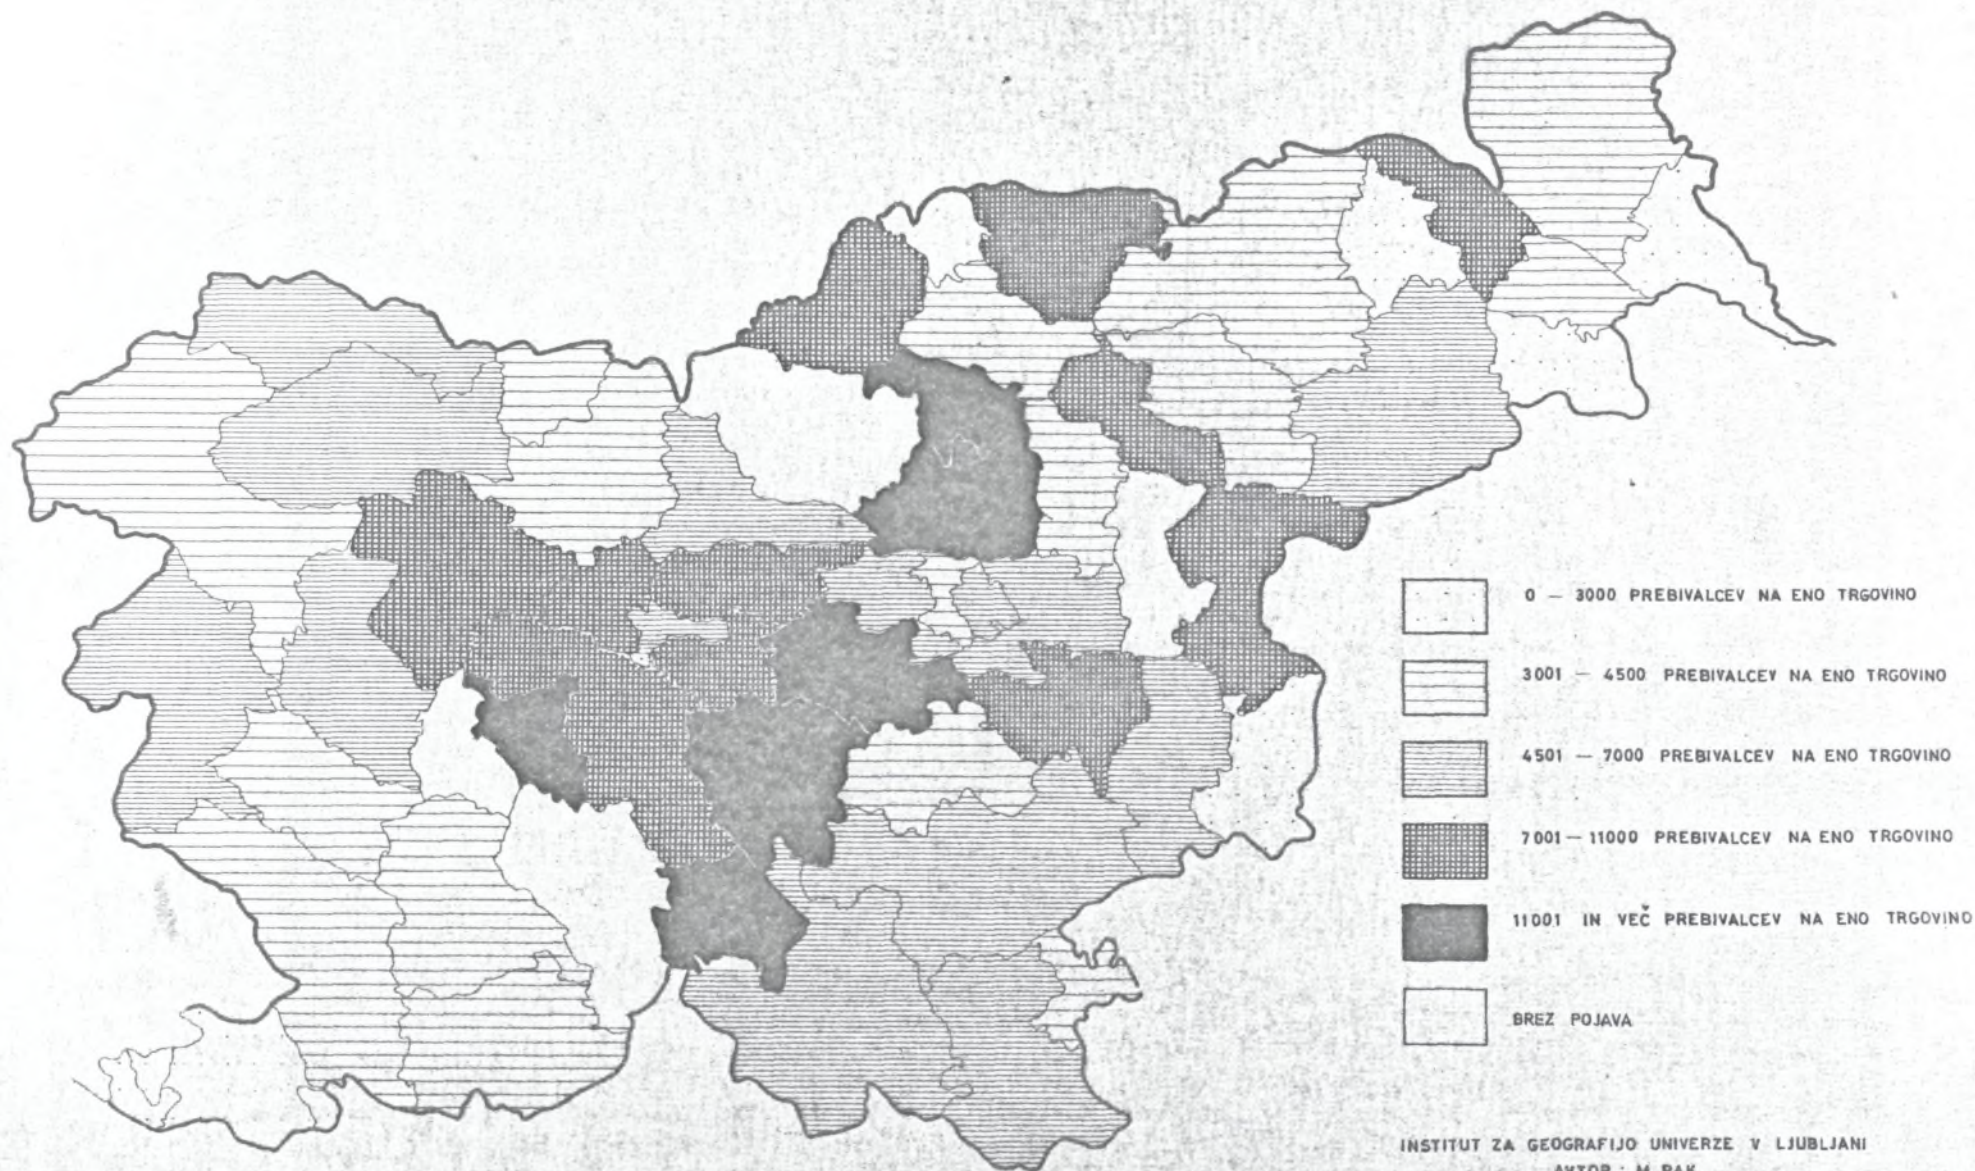 0 — 3000 PREBIVALCEV NA ENO TRGOVINO
3001 — 4500 PREBIVALCEV NA ENO TRGOVINO
4501 — 7000 PREBIVALCEV NA ENO TRGOVINO
7001 — 11000 PREBIVALCEV NA ENO TRGOVINO
11001 IN VEČ PREBIVALCEV NA ENO TRGOVINO
BREZ POJAVA
INSTITUT ZA GEOGRAFIJO UNIVERZE V LJUBLJANI
AVTOR : M. PAK